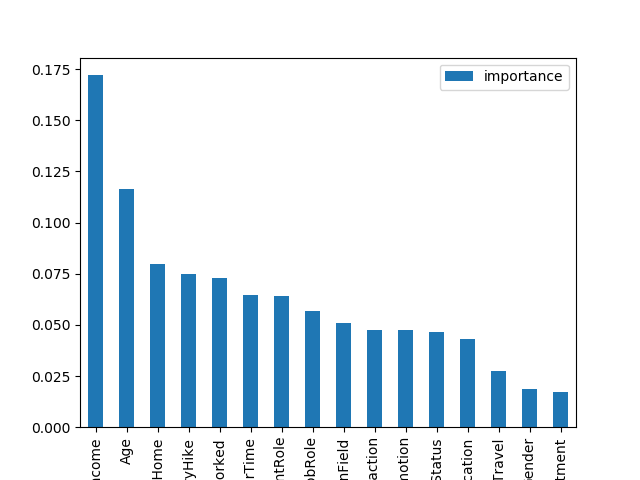 importance
0.175
0.150
0.125
0.100
0.075
0.050
0.025
0.000
ncome
Age
Home
yHike
orked
rTime
ntRole
obRole
nField
action
motion
Status
cation
Travel
ender
tment